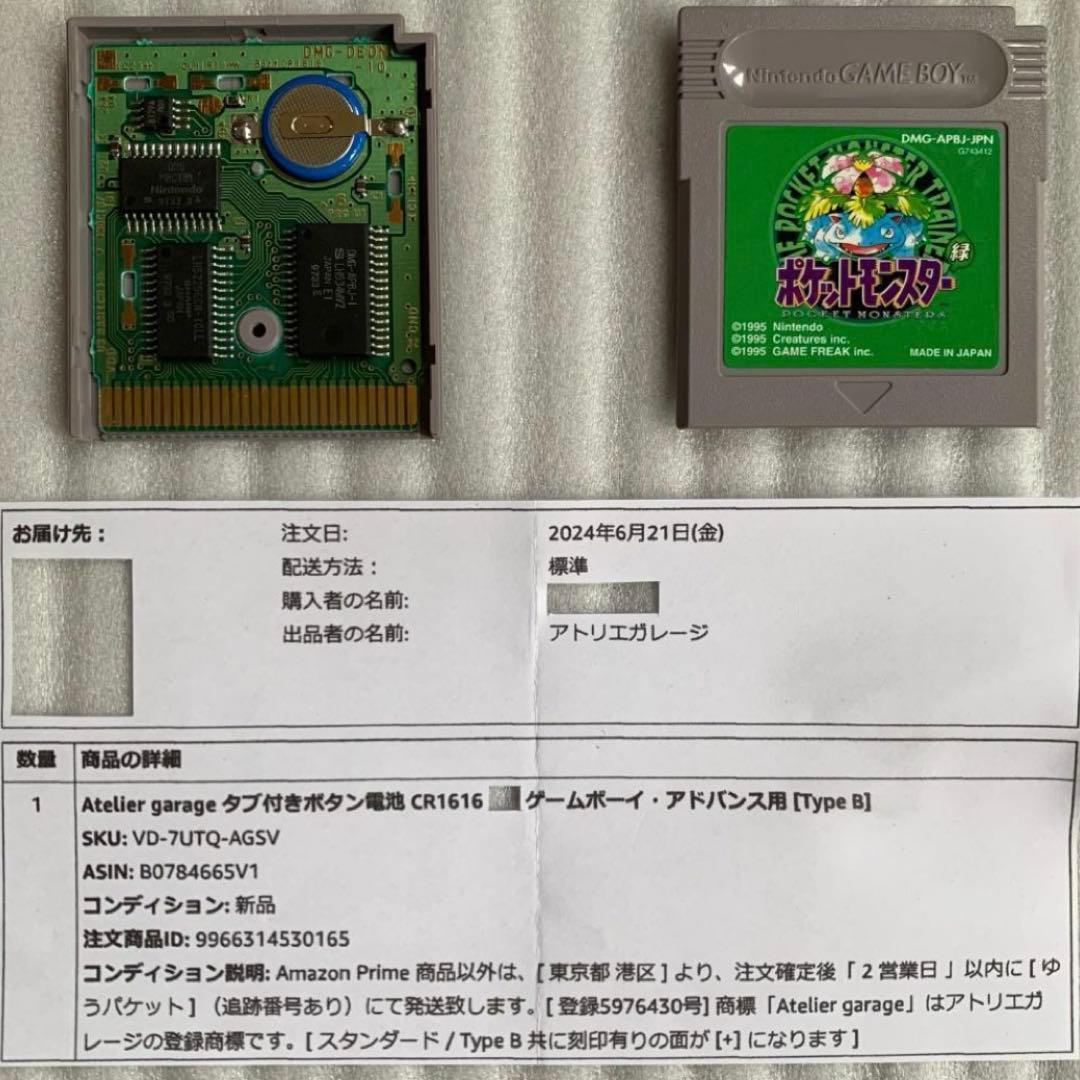 DMG-DEDN
-10
Nintendo
DMG-APBJ-1
JAPAN E1
Nintendo GAME BOY™
DMG-APBJ-JPN
G743412
ポケットモンスター
緑
POCKET MONSTERS
©1995 Nintendo
©1995 Creatures inc.
©1995 GAME FREAK inc.
MADE IN JAPAN
お届け先：
注文日: 2024年6月21日(金)
配送方法： 標準
購入者の名前:
出品者の名前: アトリエガレージ
数量 商品の詳細
1 Atelier garage タブ付きボタン電池 CR1616 ゲームボーイ・アドバンス用 [Type B]
SKU: VD-7UTQ-AGSV
ASIN: B0784665V1
コンディション: 新品
注文商品ID: 9966314530165
コンディション説明: Amazon Prime 商品以外は、[ 東京都 港区 ] より、注文確定後「 2 営業日 」以内に [ ゆ
うパケット ] （追跡番号あり）にて発送致します。[ 登録5976430号] 商標「Atelier garage」はアトリエガ
レージの登録商標です。[ スタンダード / Type B 共に刻印有りの面が [+] になります ]